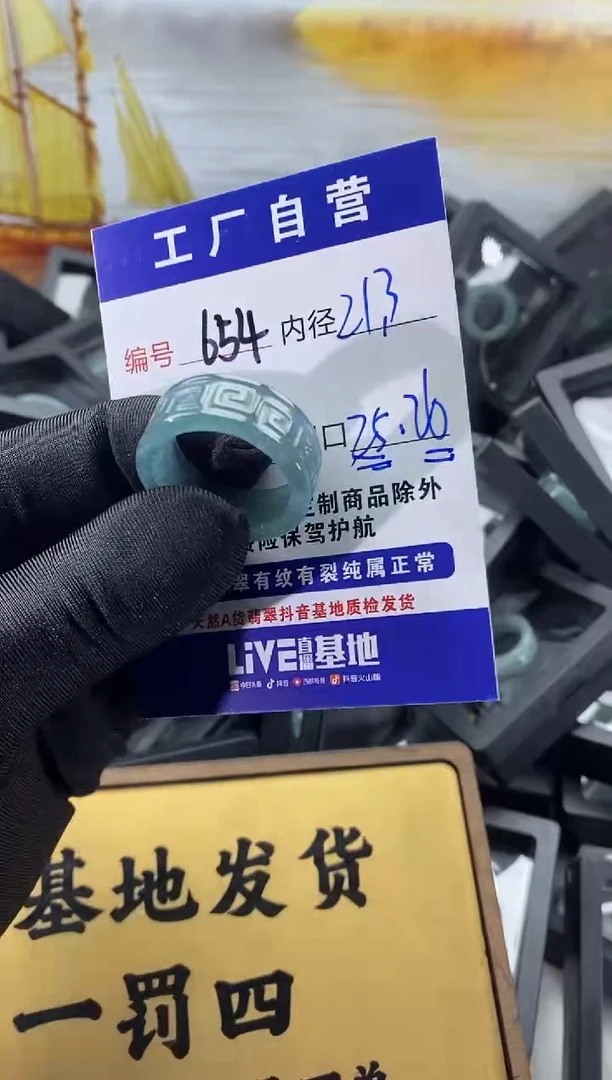 工厂自营
编号 654 内径 21.3
口 25.26
制商品除外
险保驾护航
翠有纹有裂纯属正常
天然A货翡翠抖音基地质检发货
LiVE直播基地
今日头条 抖音 西瓜视频 抖音火山版
基地发货
一罚四